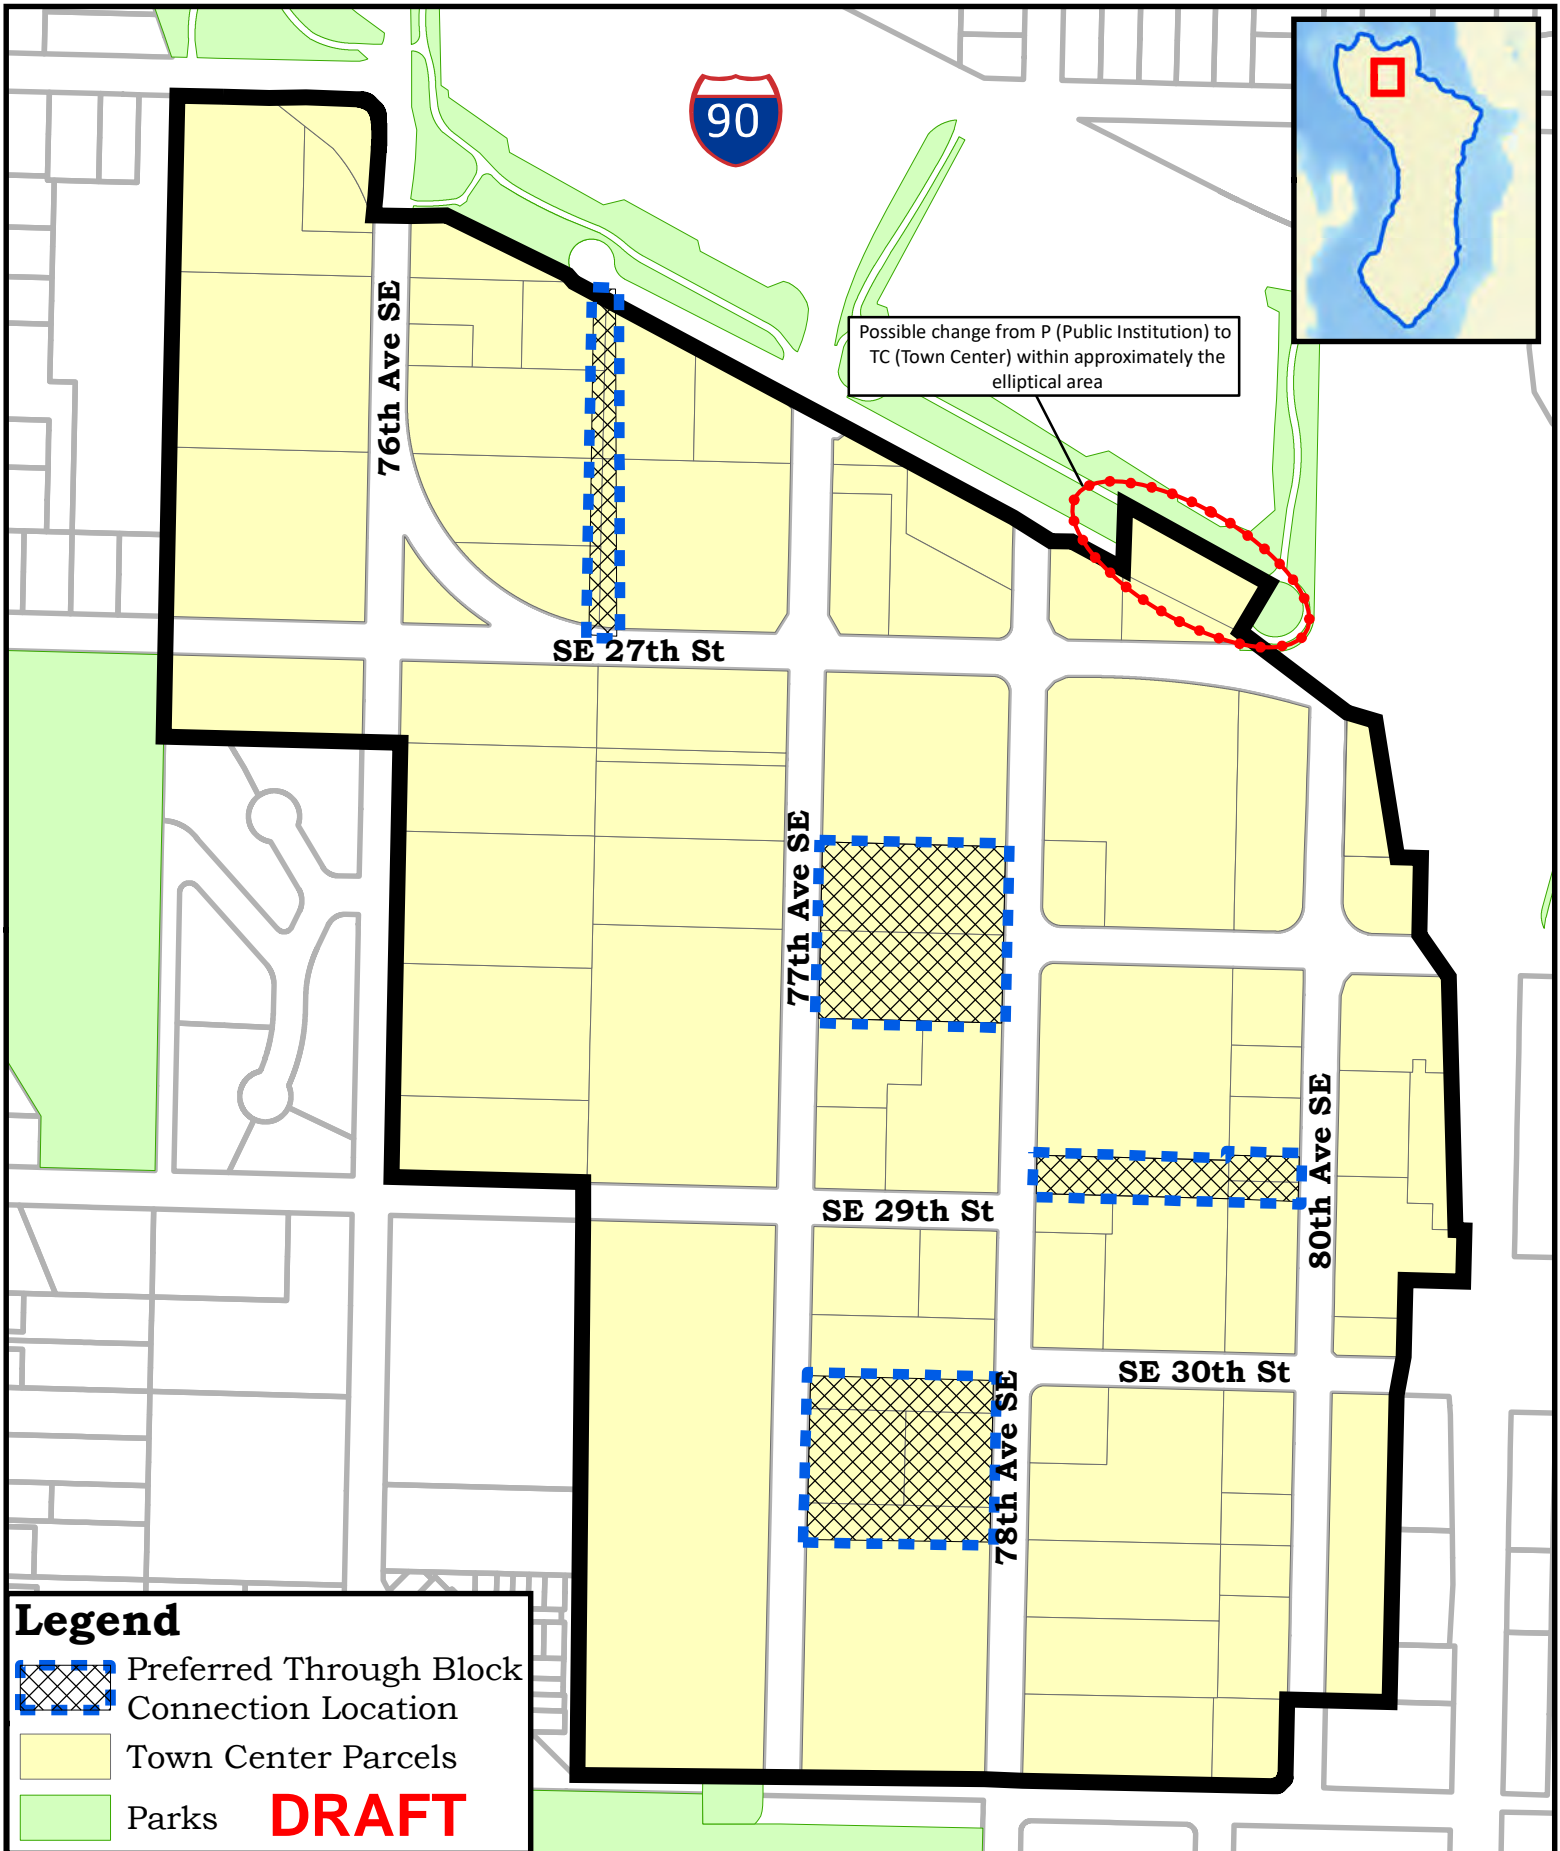 90
Possible change from P (Public Institution) to
TC (Town Center) within approximately the
elliptical area
76th Ave SE
SE 27th St
77th Ave SE
80th Ave SE
SE 29th St
SE 30th St
78th Ave SE
Legend
Preferred Through Block
Connection Location
Town Center Parcels
Parks
DRAFT